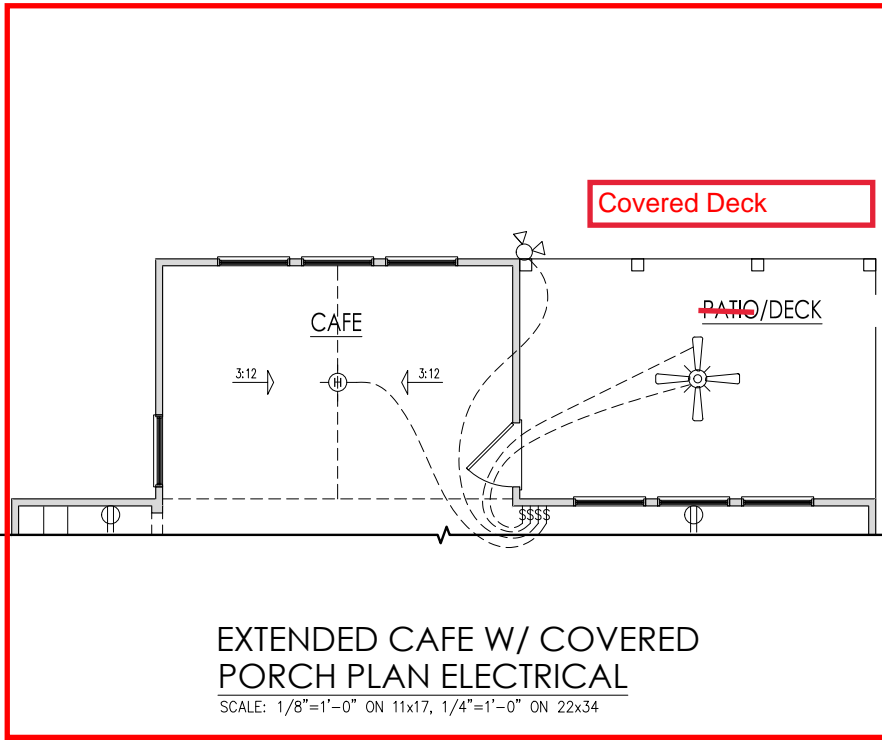 Covered Deck
PATIO/DECK
CAFE
3:12
3:12
H
$$$$
EXTENDED CAFE W/ COVERED
PORCH PLAN ELECTRICAL
SCALE: 1/8"=1'-0" ON 11x17, 1/4"=1'-0" ON 22x34